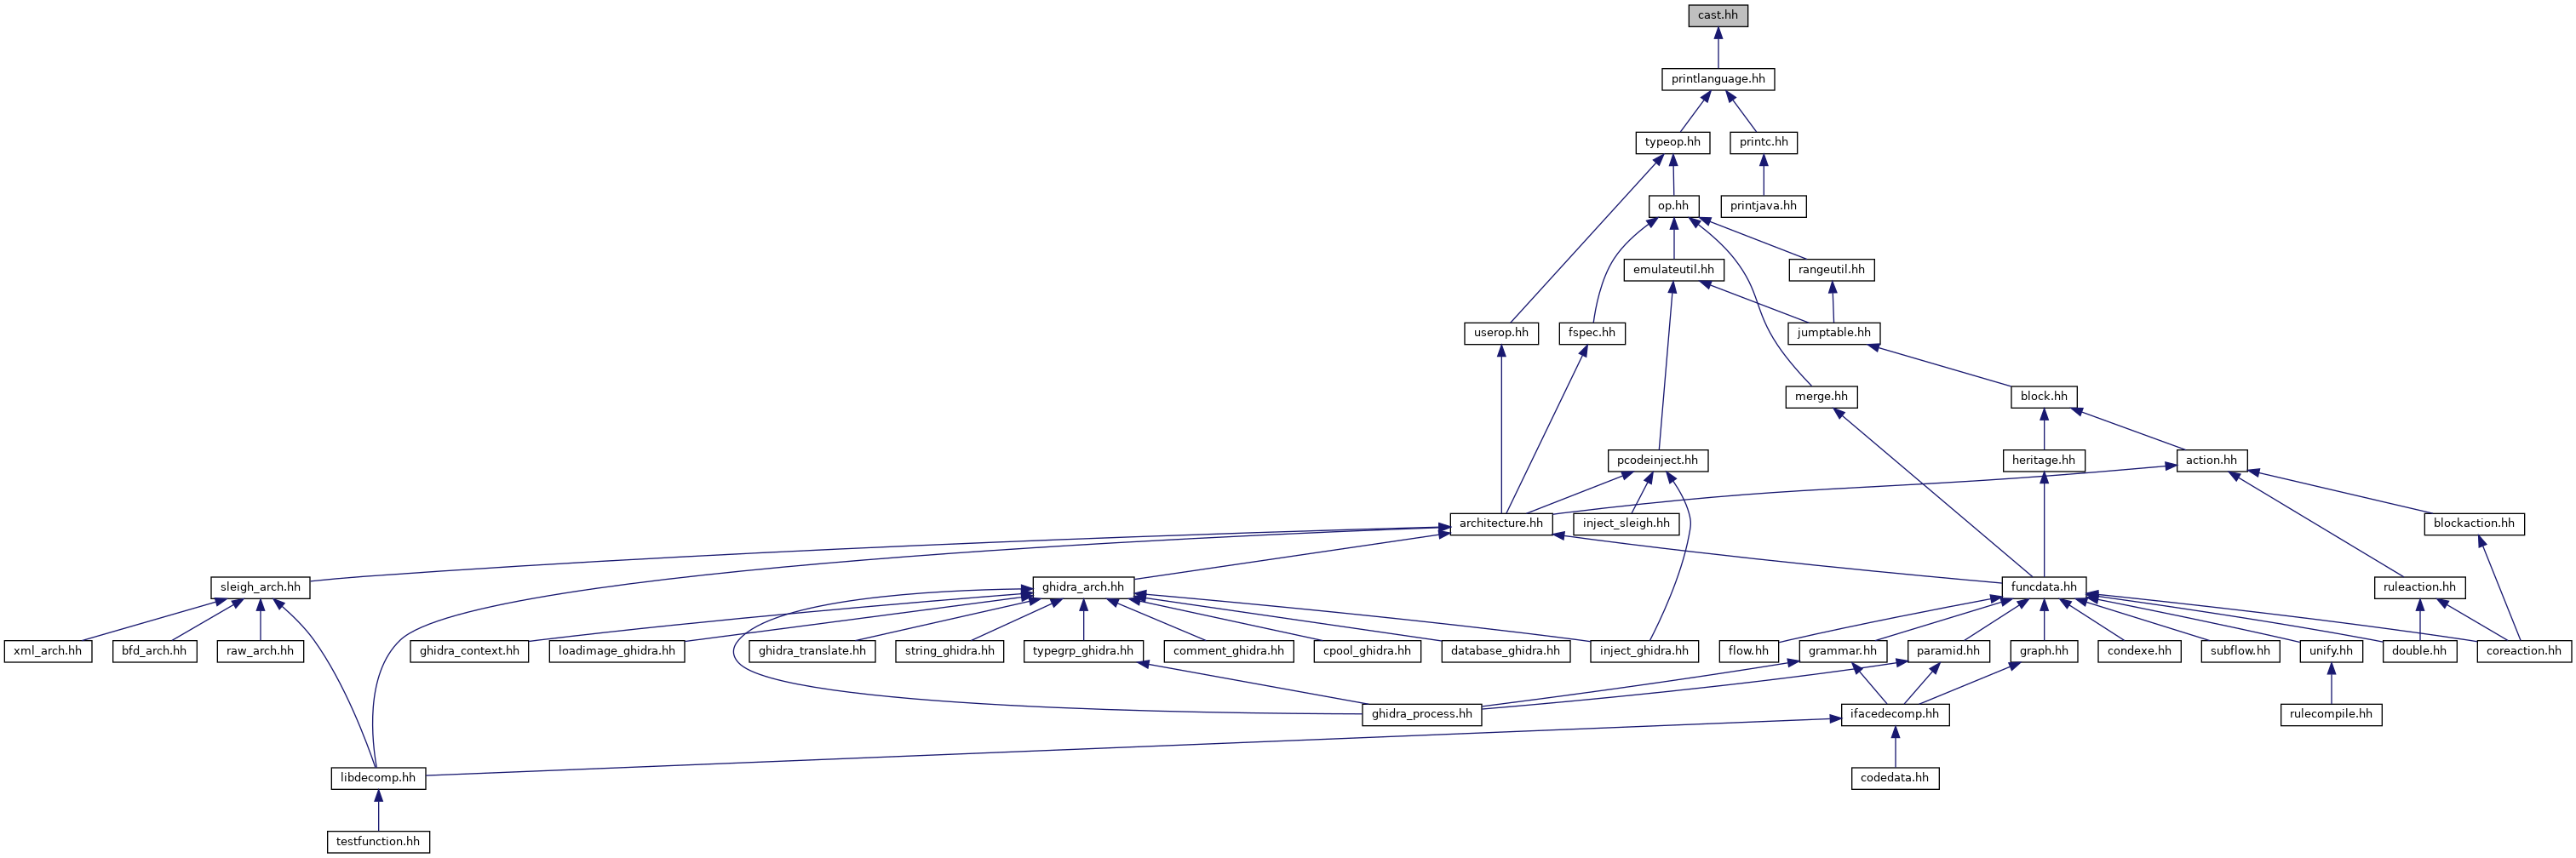 cast.hh
printlanguage.hh
typeop.hh
printc.hh
op.hh
printjava.hh
emulateutil.hh
rangeutil.hh
userop.hh
fspec.hh
jumptable.hh
merge.hh
block.hh
pcodeinject.hh
heritage.hh
action.hh
architecture.hh
inject_sleigh.hh
blockaction.hh
sleigh_arch.hh
ghidra_arch.hh
funcdata.hh
ruleaction.hh
xml_arch.hh
bfd_arch.hh
raw_arch.hh
ghidra_context.hh
loadimage_ghidra.hh
ghidra_translate.hh
string_ghidra.hh
typegrp_ghidra.hh
comment_ghidra.hh
cpool_ghidra.hh
database_ghidra.hh
inject_ghidra.hh
flow.hh
grammar.hh
paramid.hh
graph.hh
condexe.hh
subflow.hh
unify.hh
double.hh
coreaction.hh
ghidra_process.hh
ifacedecomp.hh
rulecompile.hh
libdecomp.hh
codedata.hh
testfunction.hh